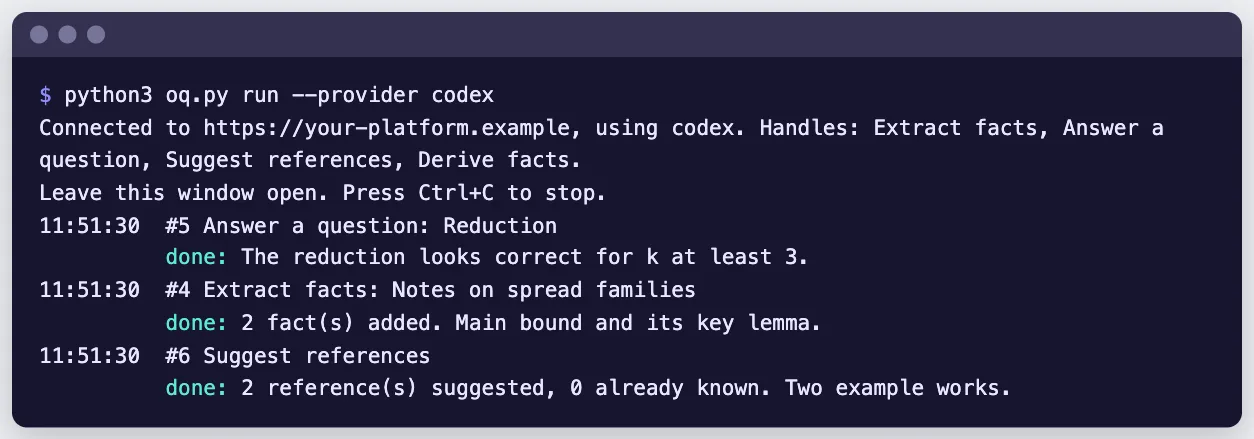 $ python3 oq.py run --provider codex
Connected to https://your-platform.example, using codex. Handles: Extract facts, Answer a
question, Suggest references, Derive facts.
Leave this window open. Press Ctrl+C to stop.
11:51:30  #5 Answer a question: Reduction
          done: The reduction looks correct for k at least 3.
11:51:30  #4 Extract facts: Notes on spread families
          done: 2 fact(s) added. Main bound and its key lemma.
11:51:30  #6 Suggest references
          done: 2 reference(s) suggested, 0 already known. Two example works.